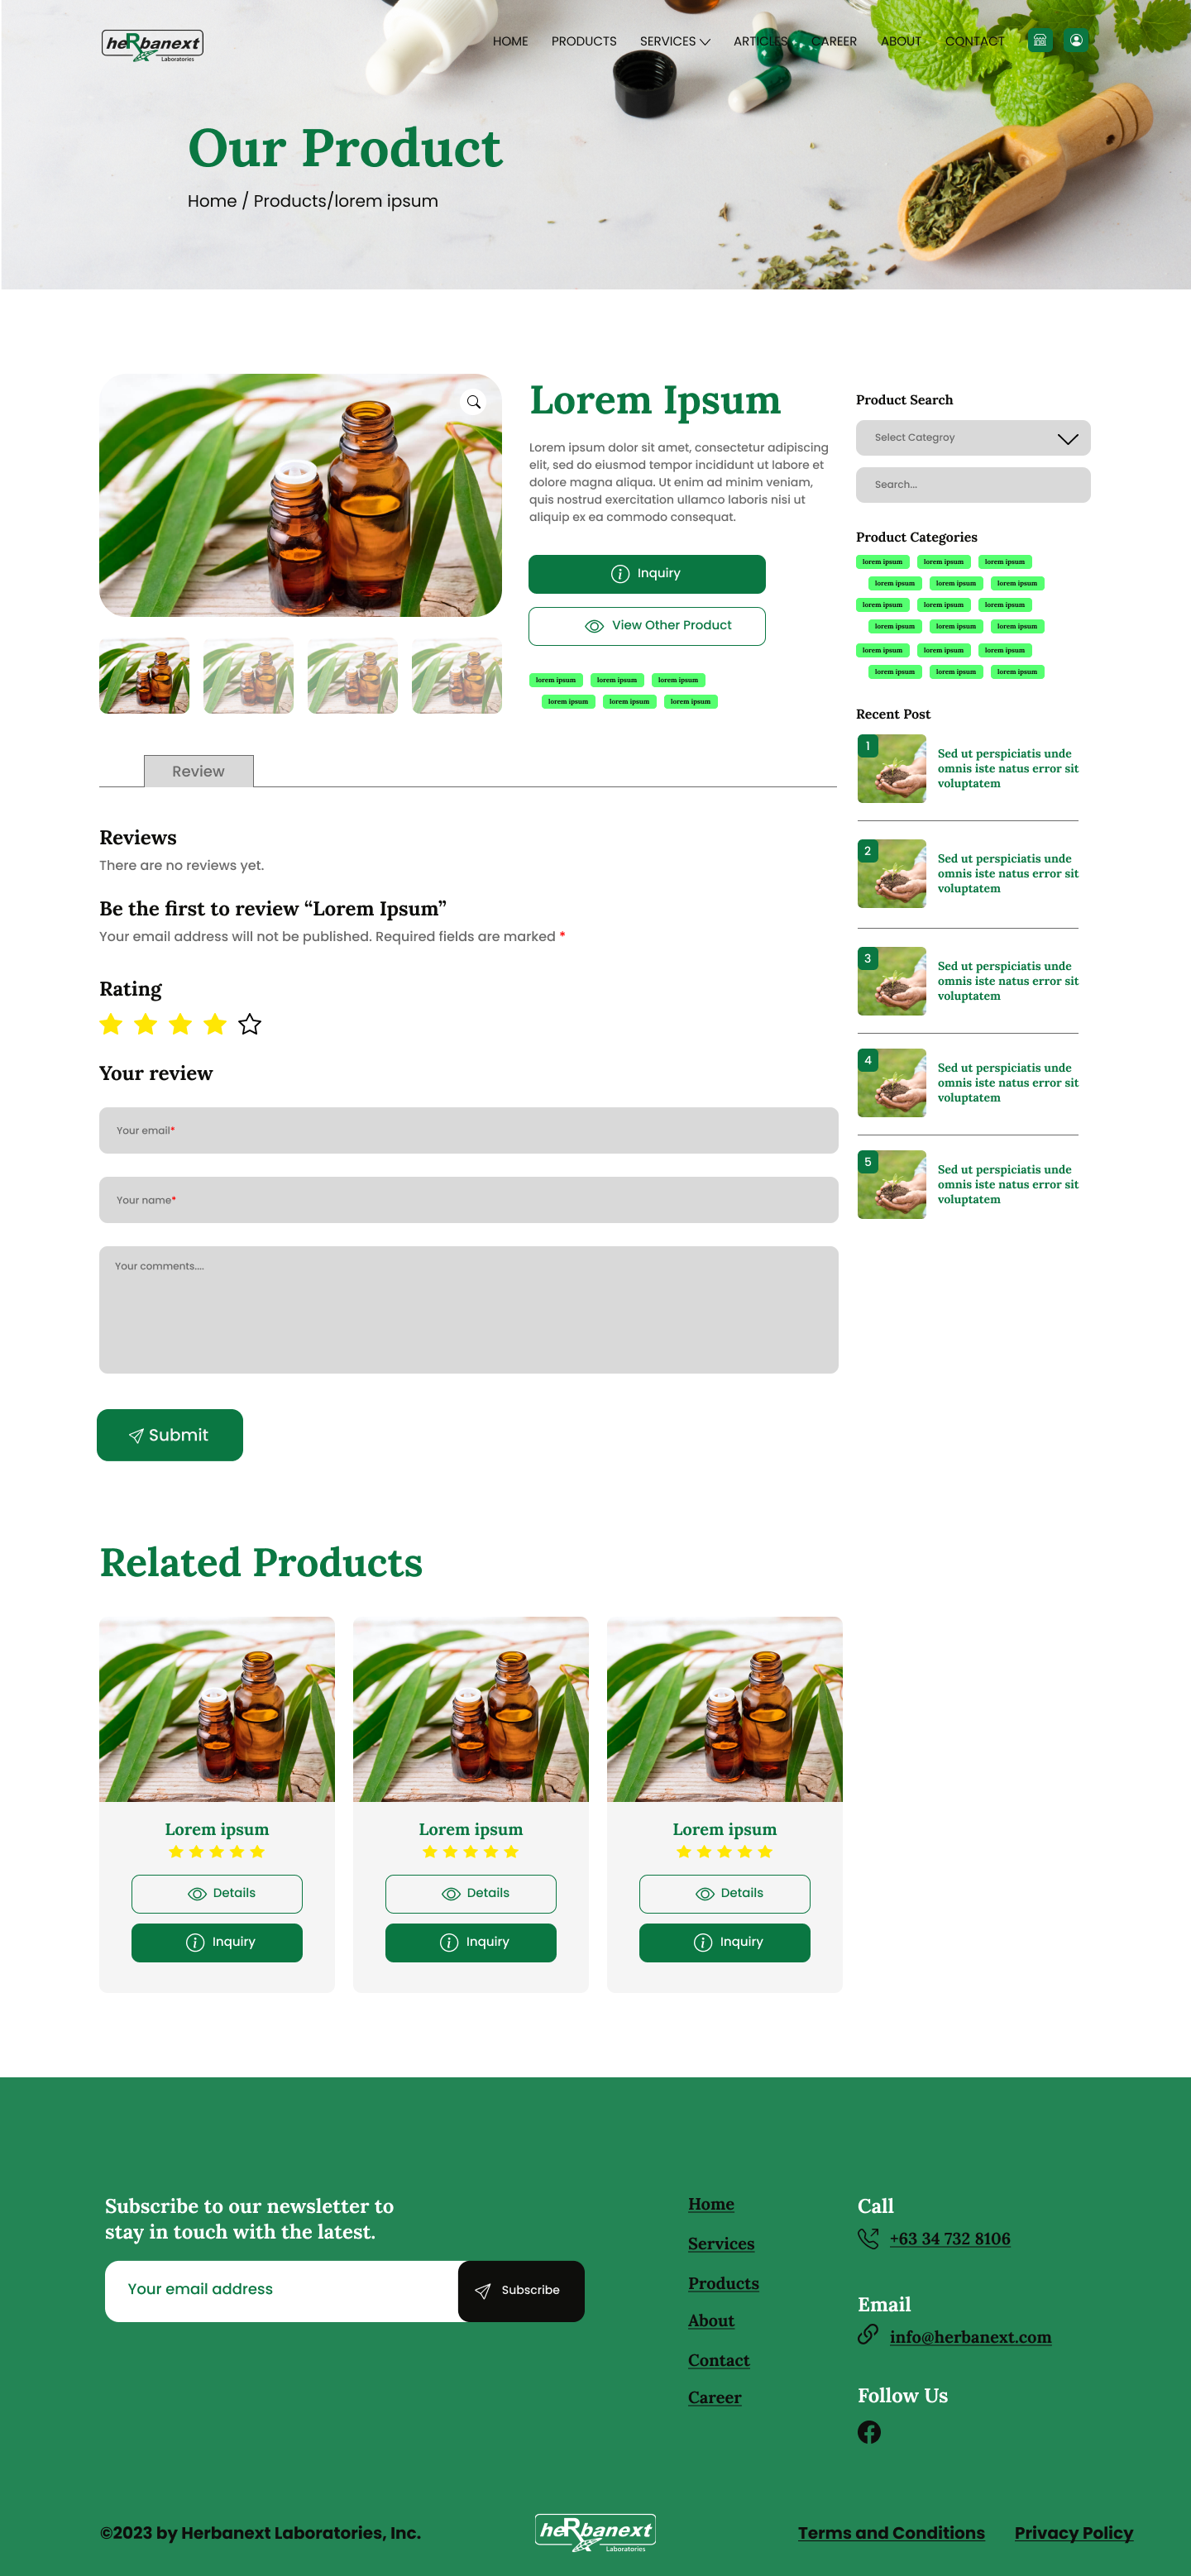 heRbanext
Laboratories
HOME PRODUCTS SERVICES ARTICLES CAREER ABOUT CONTACT
Our Product
Home / Products/lorem ipsum
Lorem Ipsum
Lorem ipsum dolor sit amet, consectetur adipiscing
elit, sed do eiusmod tempor incididunt ut labore et
dolore magna aliqua. Ut enim ad minim veniam,
quis nostrud exercitation ullamco laboris nisi ut
aliquip ex ea commodo consequat.
Inquiry
View Other Product
lorem ipsum lorem ipsum lorem ipsum
lorem ipsum lorem ipsum lorem ipsum
Product Search
Select Categroy
Search...
Product Categories
lorem ipsum lorem ipsum lorem ipsum
lorem ipsum lorem ipsum lorem ipsum
lorem ipsum lorem ipsum lorem ipsum
lorem ipsum lorem ipsum lorem ipsum
lorem ipsum lorem ipsum lorem ipsum
lorem ipsum lorem ipsum lorem ipsum
Recent Post
1
Sed ut perspiciatis unde
omnis iste natus error sit
voluptatem
2
Sed ut perspiciatis unde
omnis iste natus error sit
voluptatem
3
Sed ut perspiciatis unde
omnis iste natus error sit
voluptatem
4
Sed ut perspiciatis unde
omnis iste natus error sit
voluptatem
5
Sed ut perspiciatis unde
omnis iste natus error sit
voluptatem
Review
Reviews
There are no reviews yet.
Be the first to review “Lorem Ipsum”
Your email address will not be published. Required fields are marked *
Rating
Your review
Your email*
Your name*
Your comments....
Submit
Related Products
Lorem ipsum
Details
Inquiry
Lorem ipsum
Details
Inquiry
Lorem ipsum
Details
Inquiry
Subscribe to our newsletter to
stay in touch with the latest.
Your email address
Subscribe
Home
Services
Products
About
Contact
Career
Call
+63 34 732 8106
Email
info@herbanext.com
Follow Us
©2023 by Herbanext Laboratories, Inc.
heRbanext
Laboratories
Terms and Conditions Privacy Policy